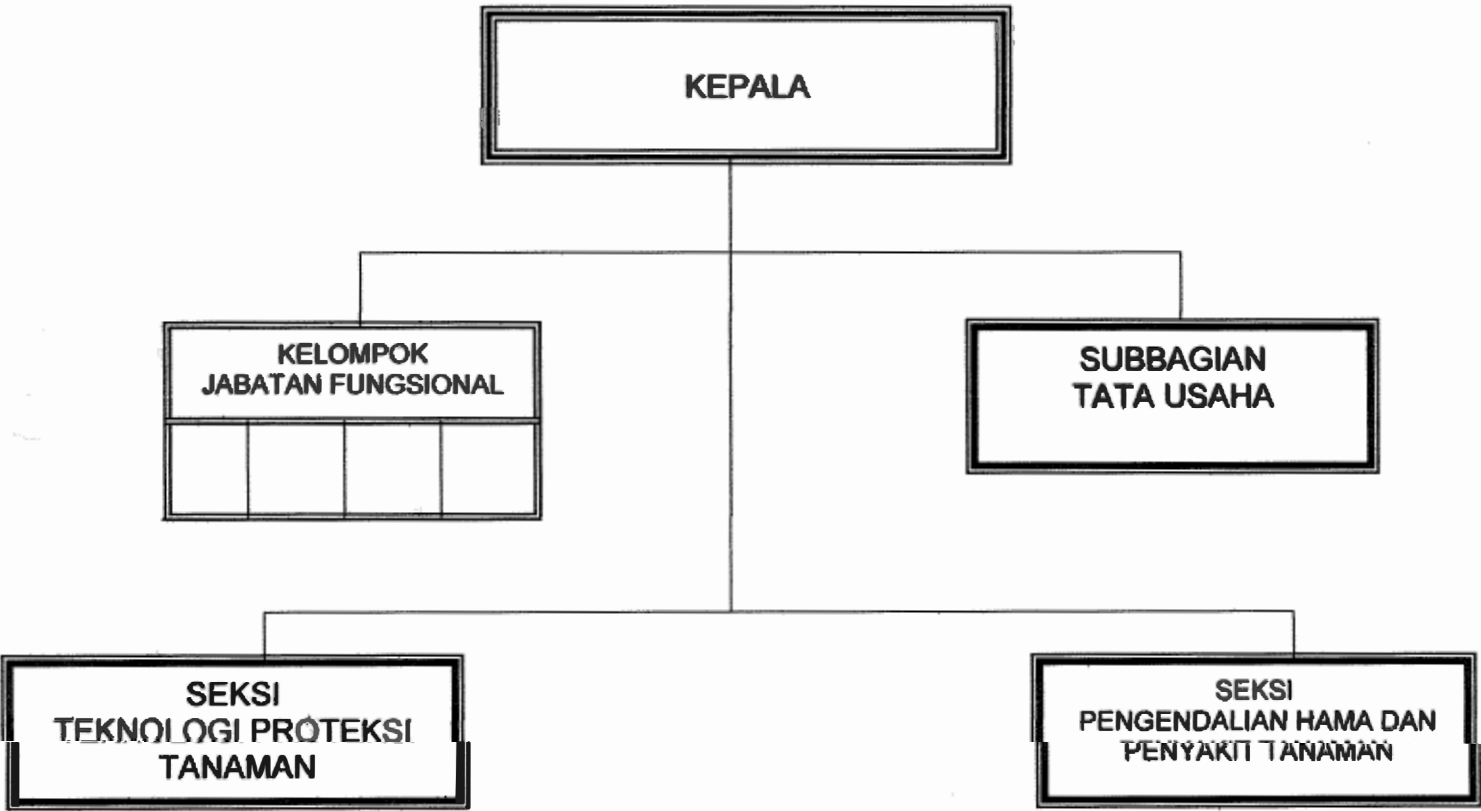 KEPALA
KELOMPOK
JABATAN FUNGSIONAL
SUBBAGIAN
TATA USAHA
SEKSI
TEKNOLOGI PROTEKSI
TANAMAN
SEKSI
PENGENDALIAN HAMA DAN
PENYAKIT TANAMAN